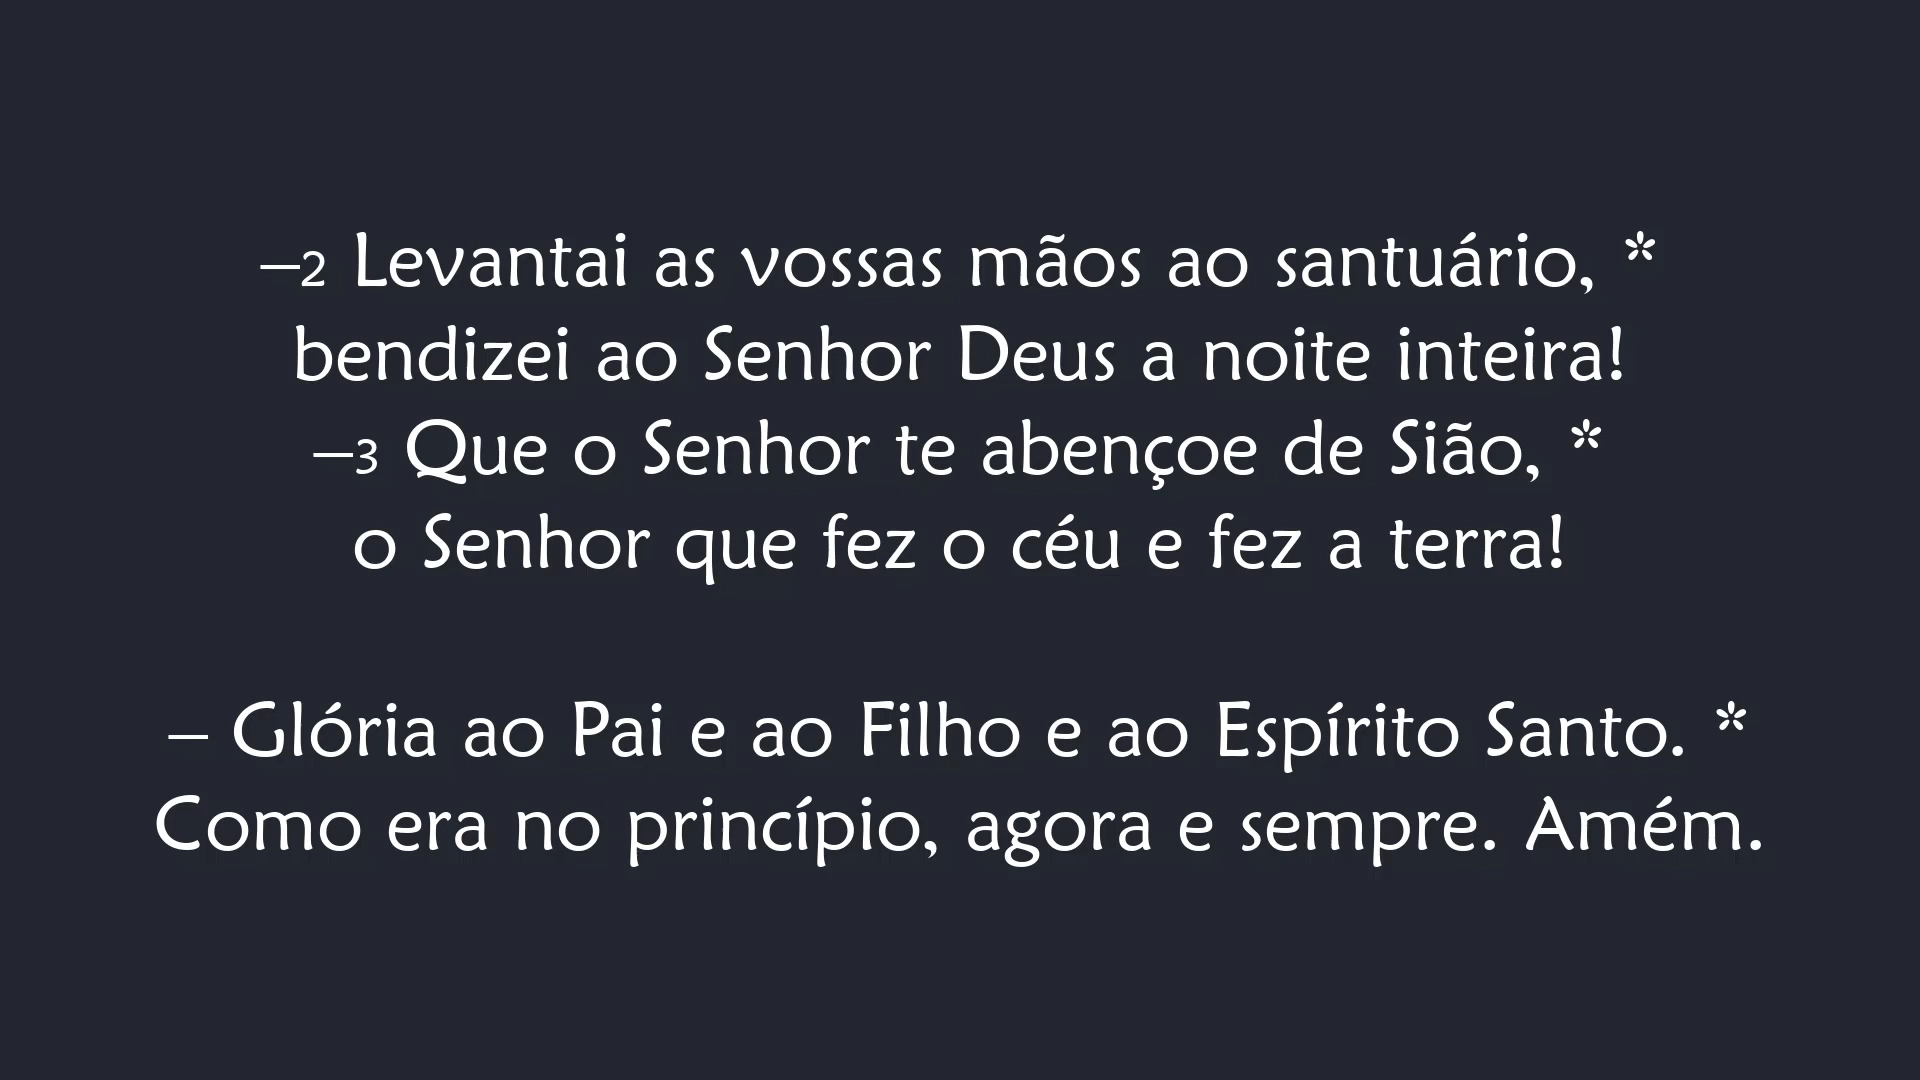 –2 Levantai as vossas mãos ao santuário, *
bendizei ao Senhor Deus a noite inteira!
–3 Que o Senhor te abençoe de Sião, *
o Senhor que fez o céu e fez a terra!
– Glória ao Pai e ao Filho e ao Espírito Santo. *
Como era no princípio, agora e sempre. Amém.